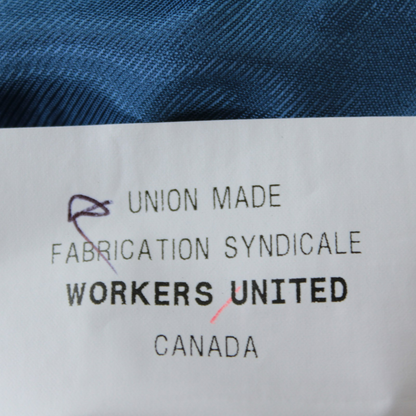 UNION MADE
FABRICATION SYNDICALE
WORKERS UNITED
CANADA